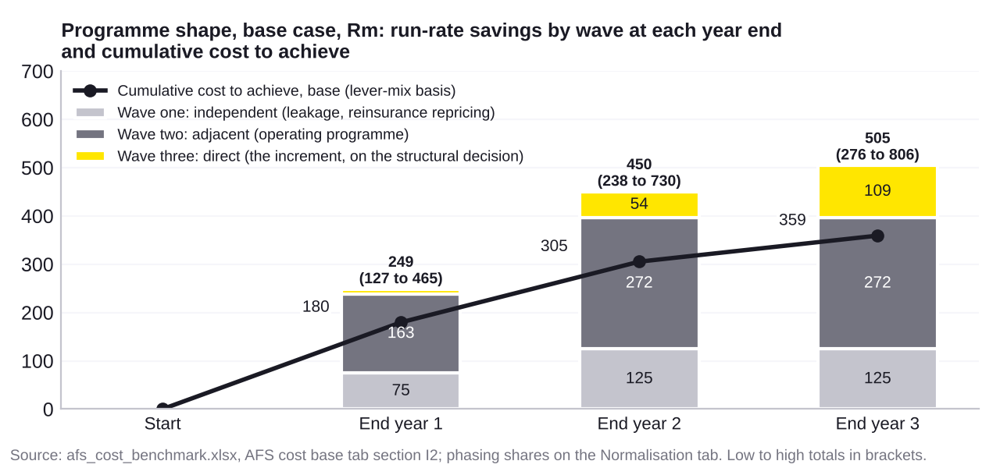 Programme shape, base case, Rm: run-rate savings by wave at each year end
and cumulative cost to achieve
700
600
500
400
300
200
100
0
Cumulative cost to achieve, base (lever-mix basis)
Wave one: independent (leakage, reinsurance repricing)
Wave two: adjacent (operating programme)
Wave three: direct (the increment, on the structural decision)
180
249
(127 to 465)
163
75
305
450
(238 to 730)
54
272
125
359
505
(276 to 806)
109
272
125
Start
End year 1
End year 2
End year 3
Source: afs_cost_benchmark.xlsx, AFS cost base tab section I2; phasing shares on the Normalisation tab. Low to high totals in brackets.